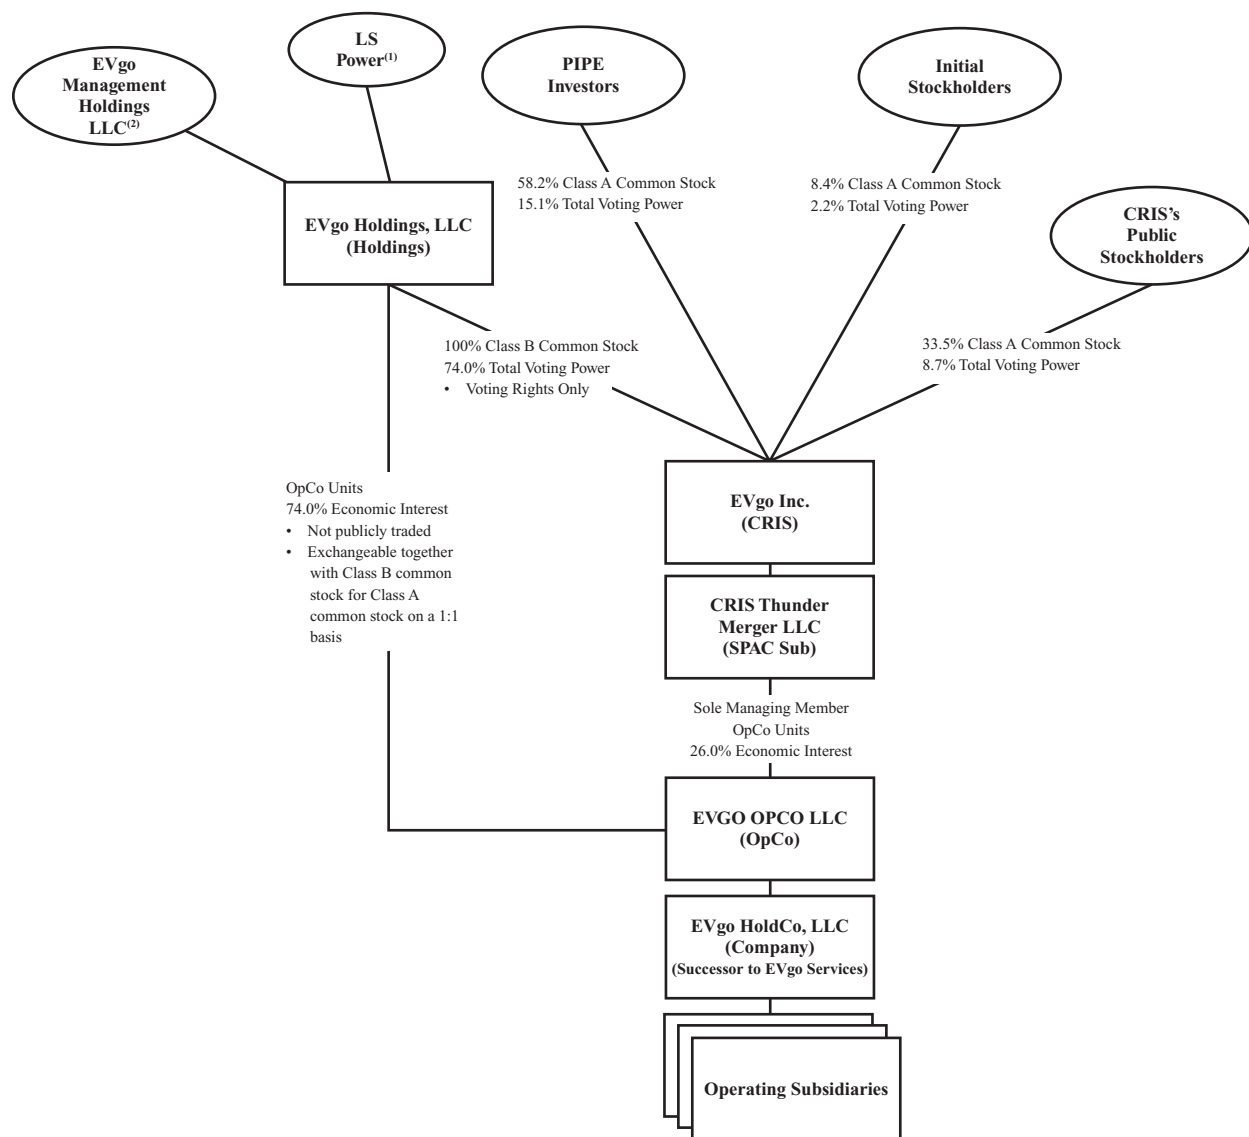 EVgo
Management
Holdings
LLC(2)
LS
Power(1)
PIPE
Investors
Initial
Stockholders
CRIS's
Public
Stockholders
EVgo Holdings, LLC
(Holdings)
58.2% Class A Common Stock
15.1% Total Voting Power
8.4% Class A Common Stock
2.2% Total Voting Power
100% Class B Common Stock
74.0% Total Voting Power
• Voting Rights Only
33.5% Class A Common Stock
8.7% Total Voting Power
OpCo Units
74.0% Economic Interest
• Not publicly traded
• Exchangeable together
with Class B common
stock for Class A
common stock on a 1:1
basis
EVgo Inc.
(CRIS)
CRIS Thunder
Merger LLC
(SPAC Sub)
Sole Managing Member
OpCo Units
26.0% Economic Interest
EVGO OPCO LLC
(OpCo)
EVgo HoldCo, LLC
(Company)
(Successor to EVgo Services)
Operating Subsidiaries